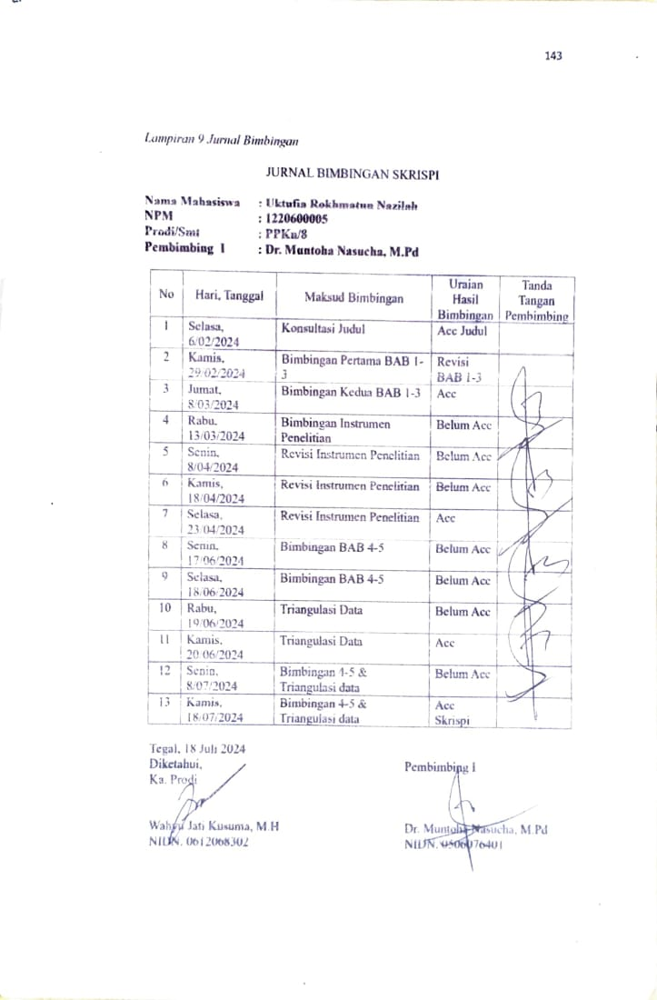 143
Lampiran 9 Jurnal Bimbingan
JURNAL BIMBINGAN SKRISPI
Nama Mahasiswa : Uktufia Rokhmatun Nazilah
NPM : 1220600005
Prodi/Smt : PPKn/8
Pembimbing 1 : Dr. Muntoha Nasucha, M.Pd
No Hari, Tanggal Maksud Bimbingan Uraian Hasil Bimbingan Tanda Tangan Pembimbing
1 Selasa, 6/02/2024 Konsultasi Judul Acc Judul
2 Kamis, 29/02/2024 Bimbingan Pertama BAB 1-3 Revisi BAB 1-3
3 Jumat, 8/03/2024 Bimbingan Kedua BAB 1-3 Acc
4 Rabu, 13/03/2024 Bimbingan Instrumen Penelitian Belum Acc
5 Senin, 8/04/2024 Revisi Instrumen Penelitian Belum Acc
6 Kamis, 18/04/2024 Revisi Instrumen Penelitian Belum Acc
7 Selasa, 23/04/2024 Revisi Instrumen Penelitian Acc
8 Senin, 17/06/2024 Bimbingan BAB 4-5 Belum Acc
9 Selasa, 18/06/2024 Bimbingan BAB 4-5 Belum Acc
10 Rabu, 19/06/2024 Triangulasi Data Belum Acc
11 Kamis, 20/06/2024 Triangulasi Data Acc
12 Senin, 8/07/2024 Bimbingan 4-5 & Triangulasi data Belum Acc
13 Kamis, 18/07/2024 Bimbingan 4-5 & Triangulasi data Acc Skrispi
Tegal, 18 Juli 2024
Diketahui,
Ka. Prodi
Pembimbing 1
Wahyu Jati Kusuma, M.H
NIDN. 0612068302
Dr. Muntoha Nasucha, M.Pd
NIDN. 0506076401